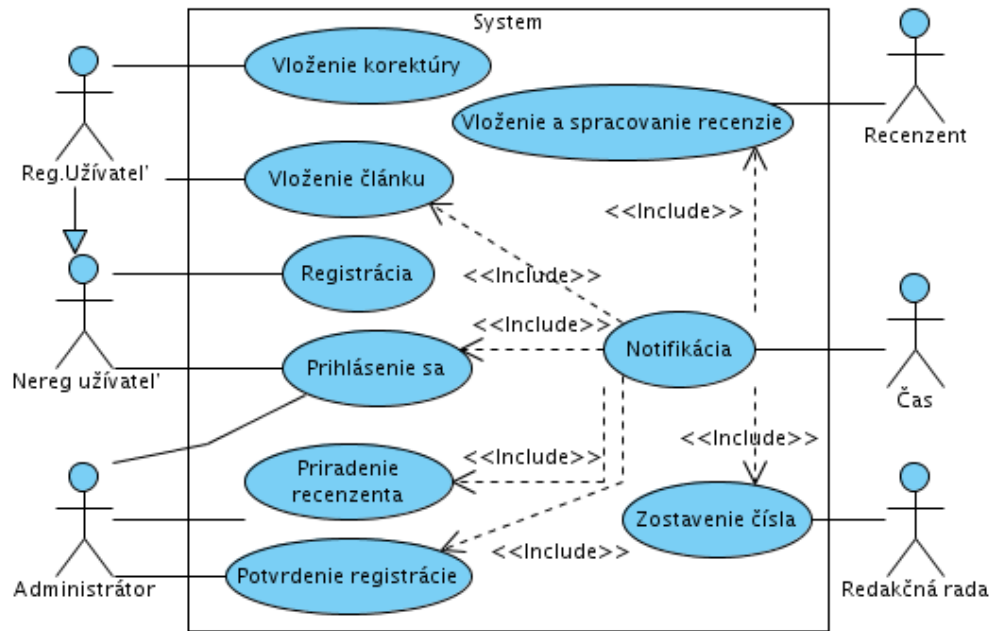 System
Vloženie korektúry
Vloženie a spracovanie recenzie
Recenzent
Reg.Užívateľ
Vloženie článku
<<Include>>
<<Include>>
Registrácia
<<Include>>
Notifikácia
Prihlásenie sa
Nereg užívateľ
Čas
<<Include>>
<<Include>>
Priradenie
recenzenta
Zostavenie čísla
<<Include>>
Potvrdenie registrácie
Administrátor
Redakčná rada